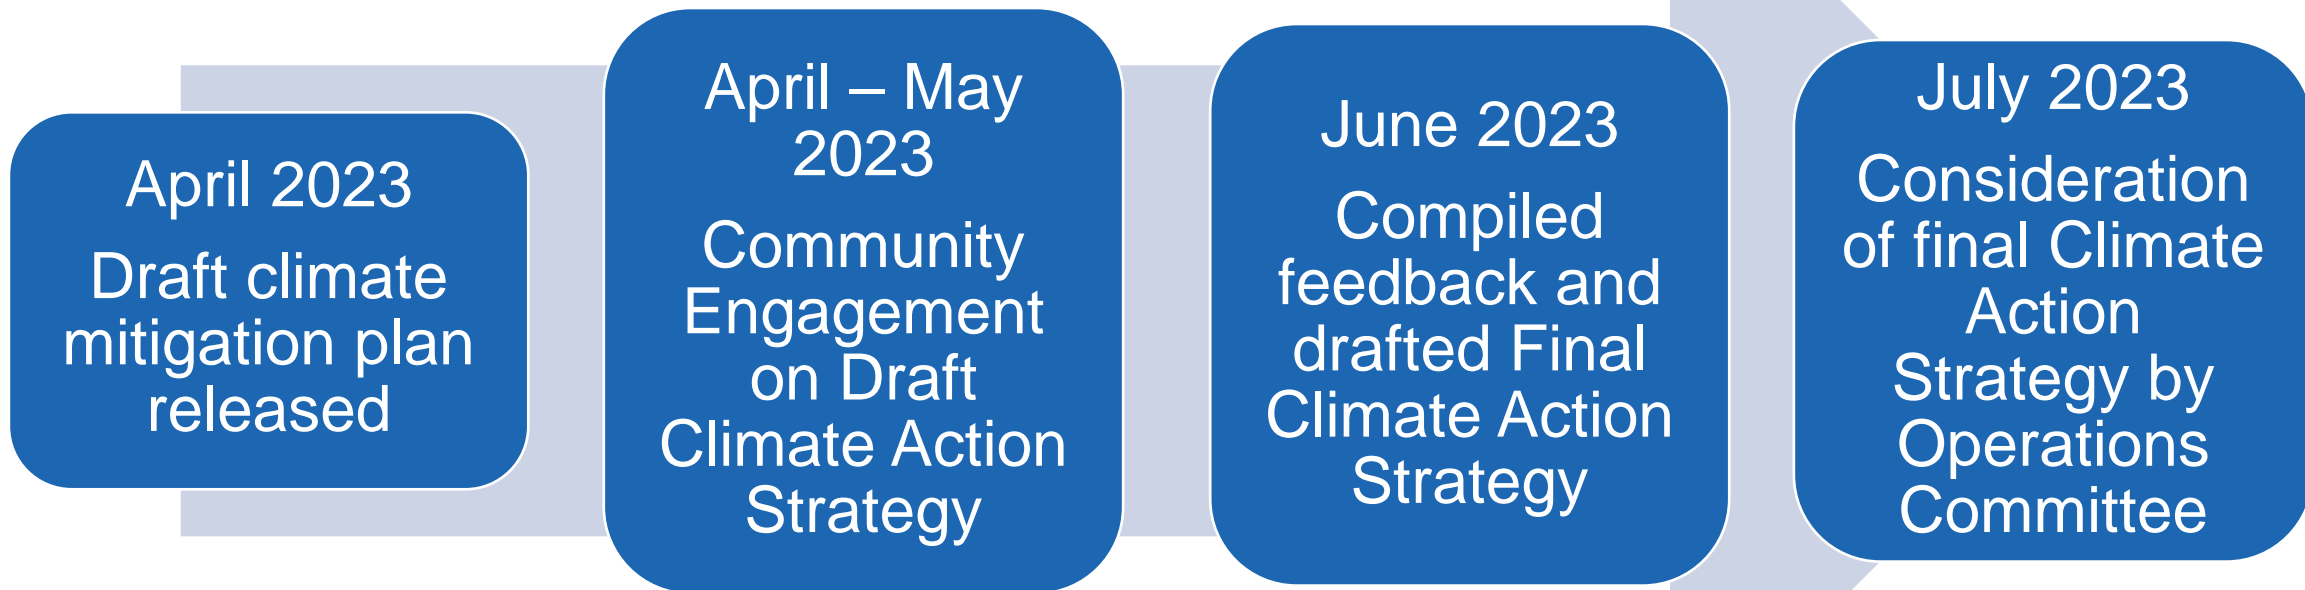 April 2023
Draft climate
mitigation plan
released
April – May
2023
Community
Engagement
on Draft
Climate Action
Strategy
June 2023
Compiled
feedback and
drafted Final
Climate Action
Strategy
July 2023
Consideration
of final Climate
Action
Strategy by
Operations
Committee